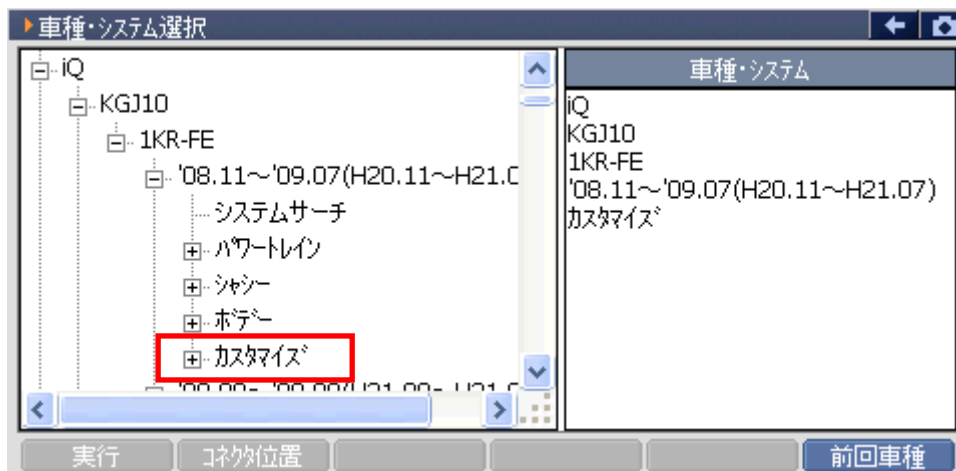 車種・システム選択
iQ
KGJ10
1KR-FE
'08.11～'09.07(H20.11～H21.0
システムサーチ
ﾊﾟﾜｰﾄﾚｲﾝ
ｼｬｼｰ
ﾎﾞﾃﾞｰ
ｶｽﾀﾏｲｽﾞ
車種・システム
iQ
KGJ10
1KR-FE
'08.11～'09.07(H20.11～H21.07)
ｶｽﾀﾏｲｽﾞ
実行
ｺﾈｸﾀ位置
前回車種